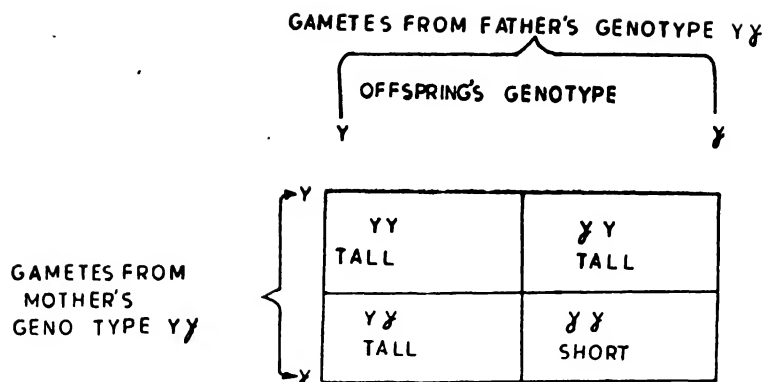 GAMETES FROM FATHER'S GENOTYPE Yy
OFFSPRING'S GENOTYPE
Y y
Y
YY yY
TALL TALL
GAMETES FROM
MOTHER'S
GENO TYPE Yy
Yy yy
TALL SHORT
y